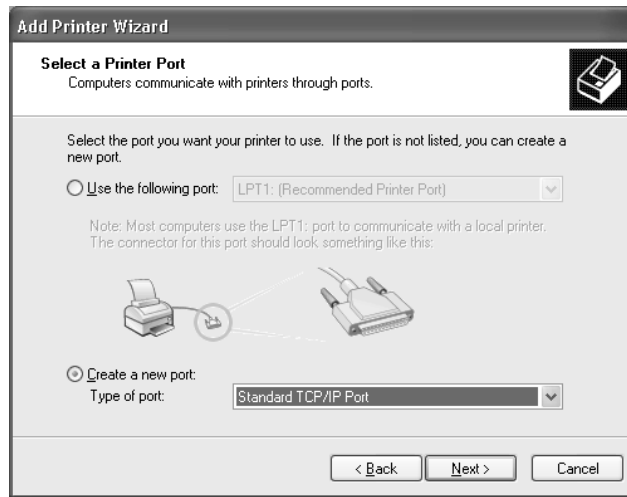 Add Printer Wizard
Select a Printer Port
Computers communicate with printers through ports.
Select the port you want your printer to use. If the port is not listed, you can create a
new port.
Use the following port: LPT1: (Recommended Printer Port)
Note: Most computers use the LPT1: port to communicate with a local printer.
The connector for this port should look something like this:
Create a new port:
Type of port: Standard TCP/IP Port
< Back Next > Cancel